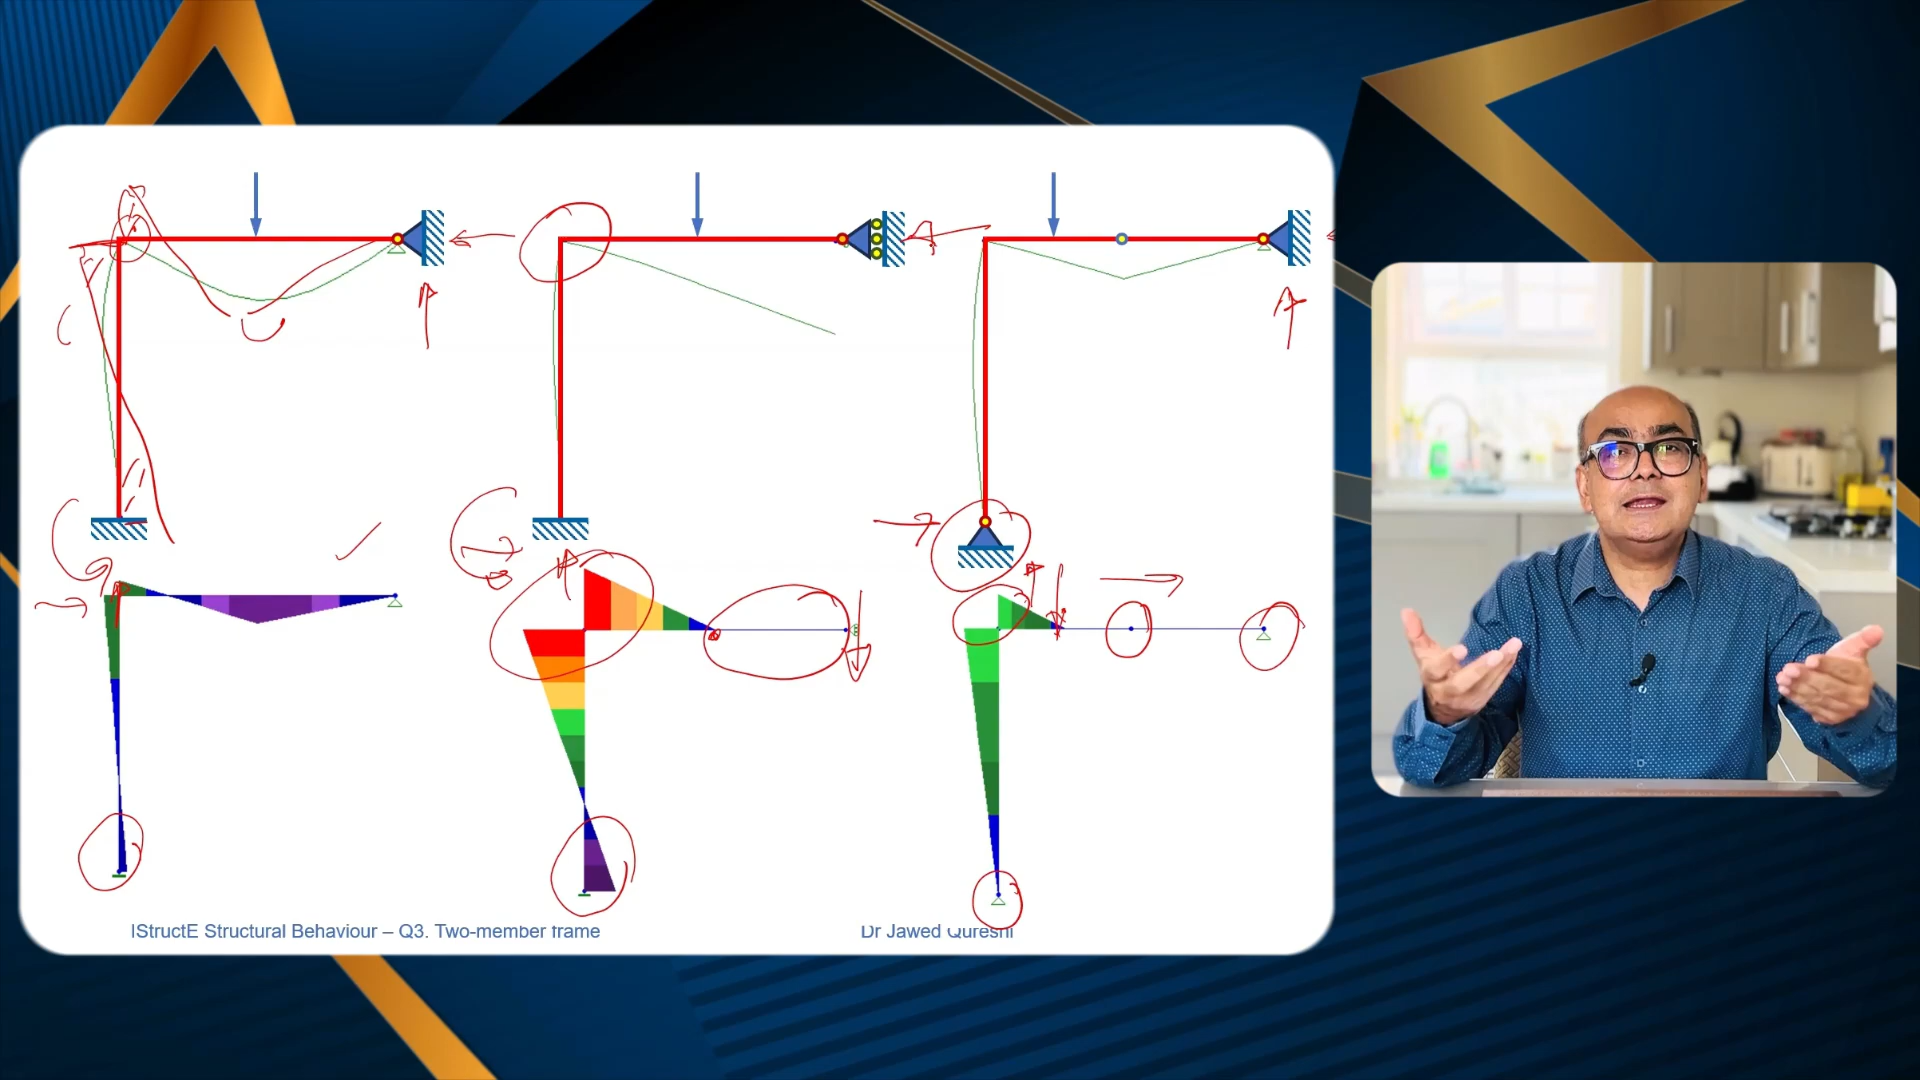 IStructE Structural Behaviour – Q3. Two-member frame
Dr Jawed Qureshi